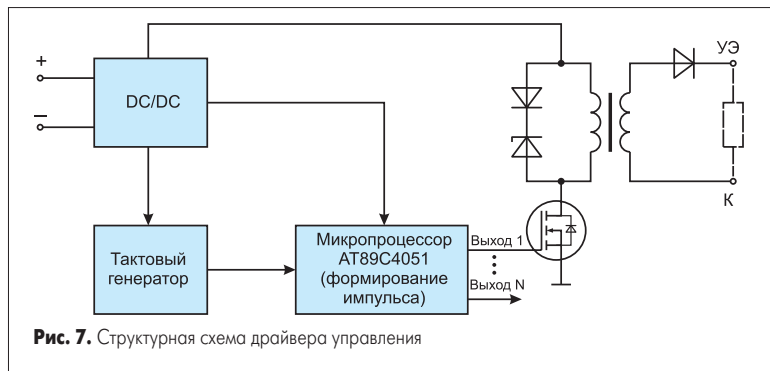 +
–
DC/DC
УЭ
К
Тактовый
генератор
Микропроцессор
AT89C4051
(формирование
импульса)
Выход 1
Выход N
Рис. 7. Структурная схема драйвера управления